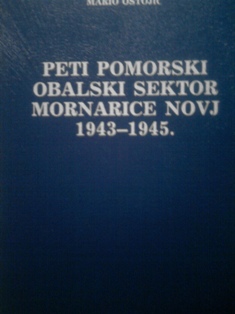 MARIO OSTOJIĆ
PETI POMORSKI
OBALSKI SEKTOR
MORNARICE NOVJ
1943–1945.